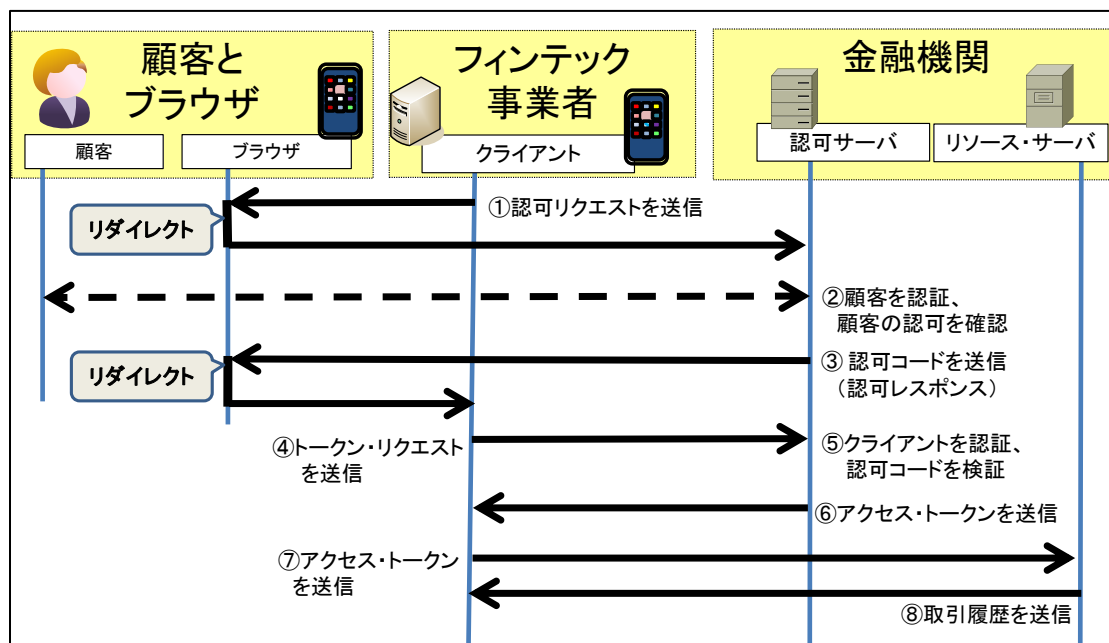 顧客と
ブラウザ
フィンテック
事業者
金融機関
顧客
ブラウザ
クライアント
認可サーバ
リソース・サーバ
①認可リクエストを送信
リダイレクト
②顧客を認証、
顧客の認可を確認
リダイレクト
③ 認可コードを送信
（認可レスポンス）
④トークン・リクエスト
を送信
⑤クライアントを認証、
認可コードを検証
⑥アクセス・トークンを送信
⑦アクセス・トークン
を送信
⑧取引履歴を送信